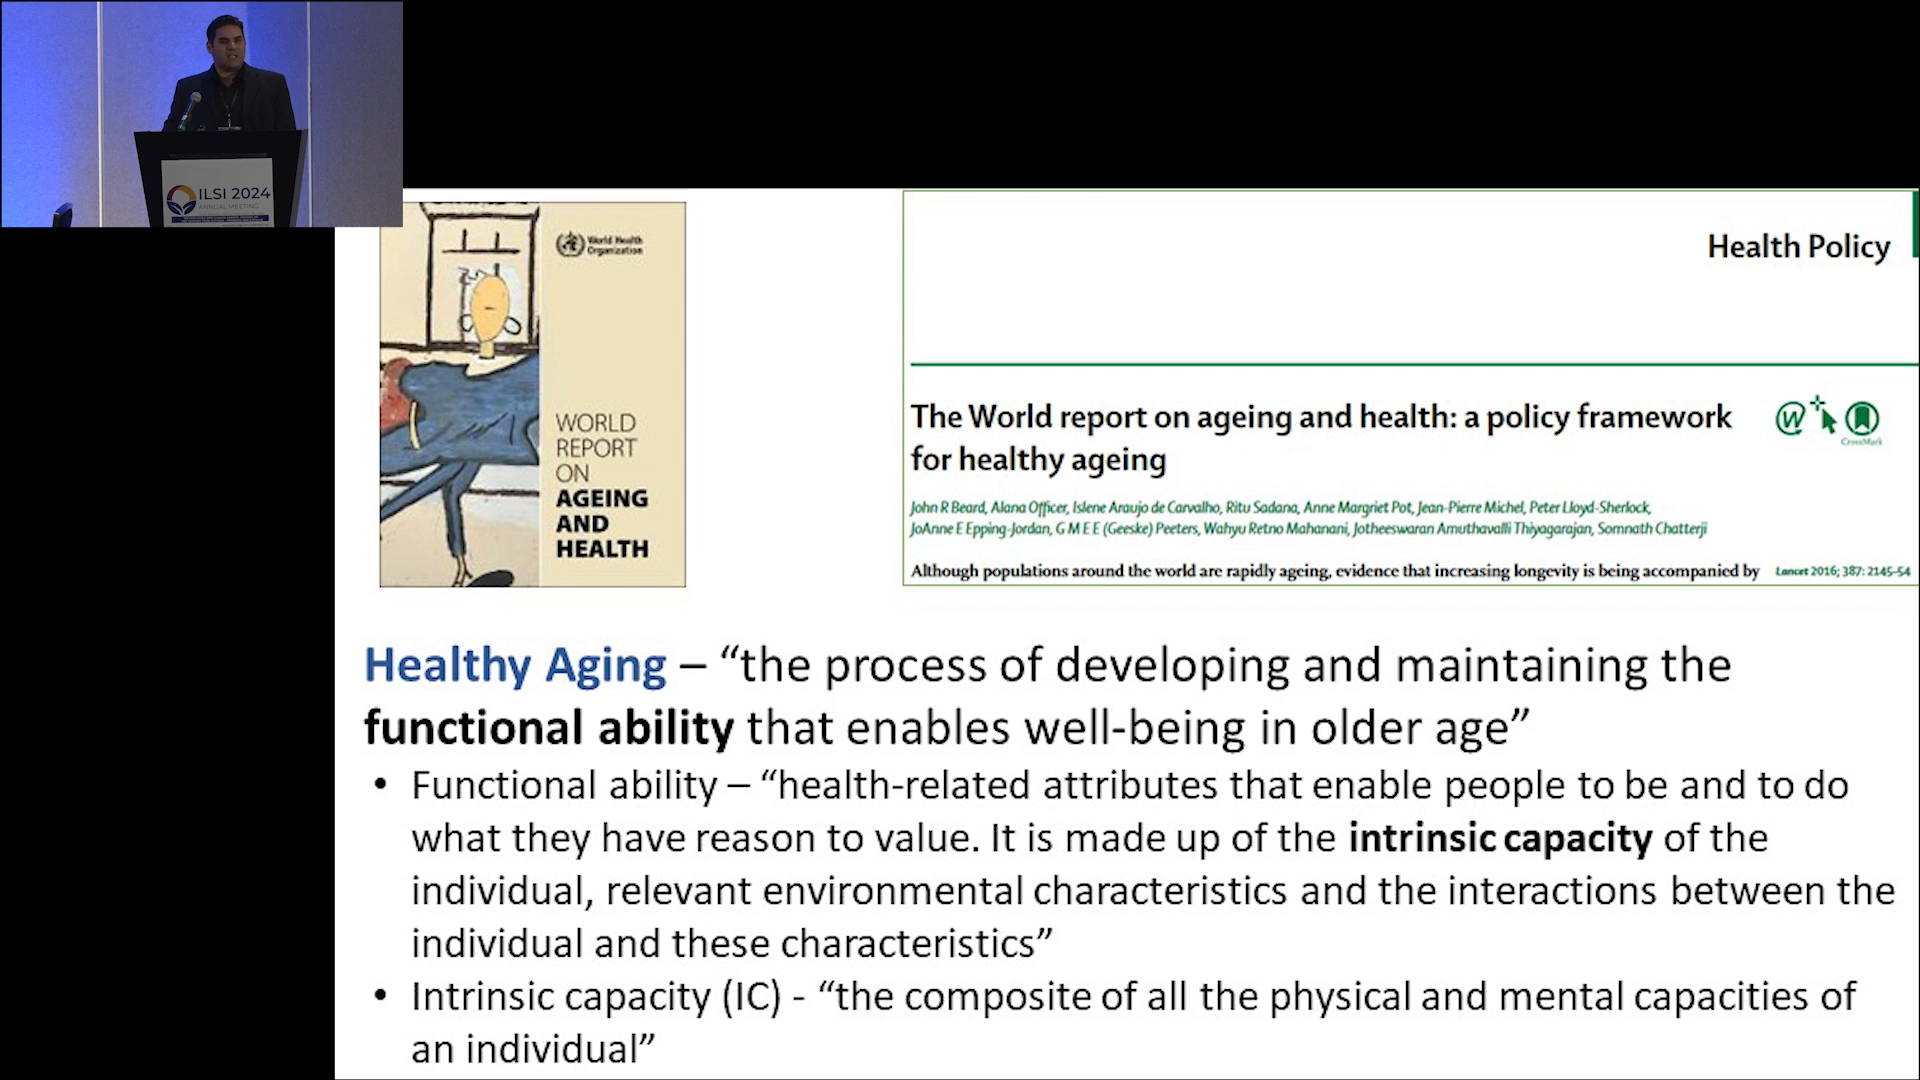 ILSI 2024
ANNUAL MEETING
World Health
Organization
WORLD
REPORT
ON
AGEING
AND
HEALTH
Health Policy
The World report on ageing and health: a policy framework
for healthy ageing
CrossMark
John R Beard, Alana Officer, Islene Araujo de Carvalho, Ritu Sadana, Anne Margriet Pot, Jean-Pierre Michel, Peter Lloyd-Sherlock,
JoAnne E Epping-Jordan, G M E E (Geeske) Peeters, Wahyu Retno Mahanani, Jotheeswaran Amuthavalli Thiyagarajan, Somnath Chatterji
Although populations around the world are rapidly ageing, evidence that increasing longevity is being accompanied by
Lancet 2016; 387: 2145–54
Healthy Aging – “the process of developing and maintaining the
functional ability that enables well-being in older age”
• Functional ability – “health-related attributes that enable people to be and to do
what they have reason to value. It is made up of the intrinsic capacity of the
individual, relevant environmental characteristics and the interactions between the
individual and these characteristics”
• Intrinsic capacity (IC) - “the composite of all the physical and mental capacities of
an individual”